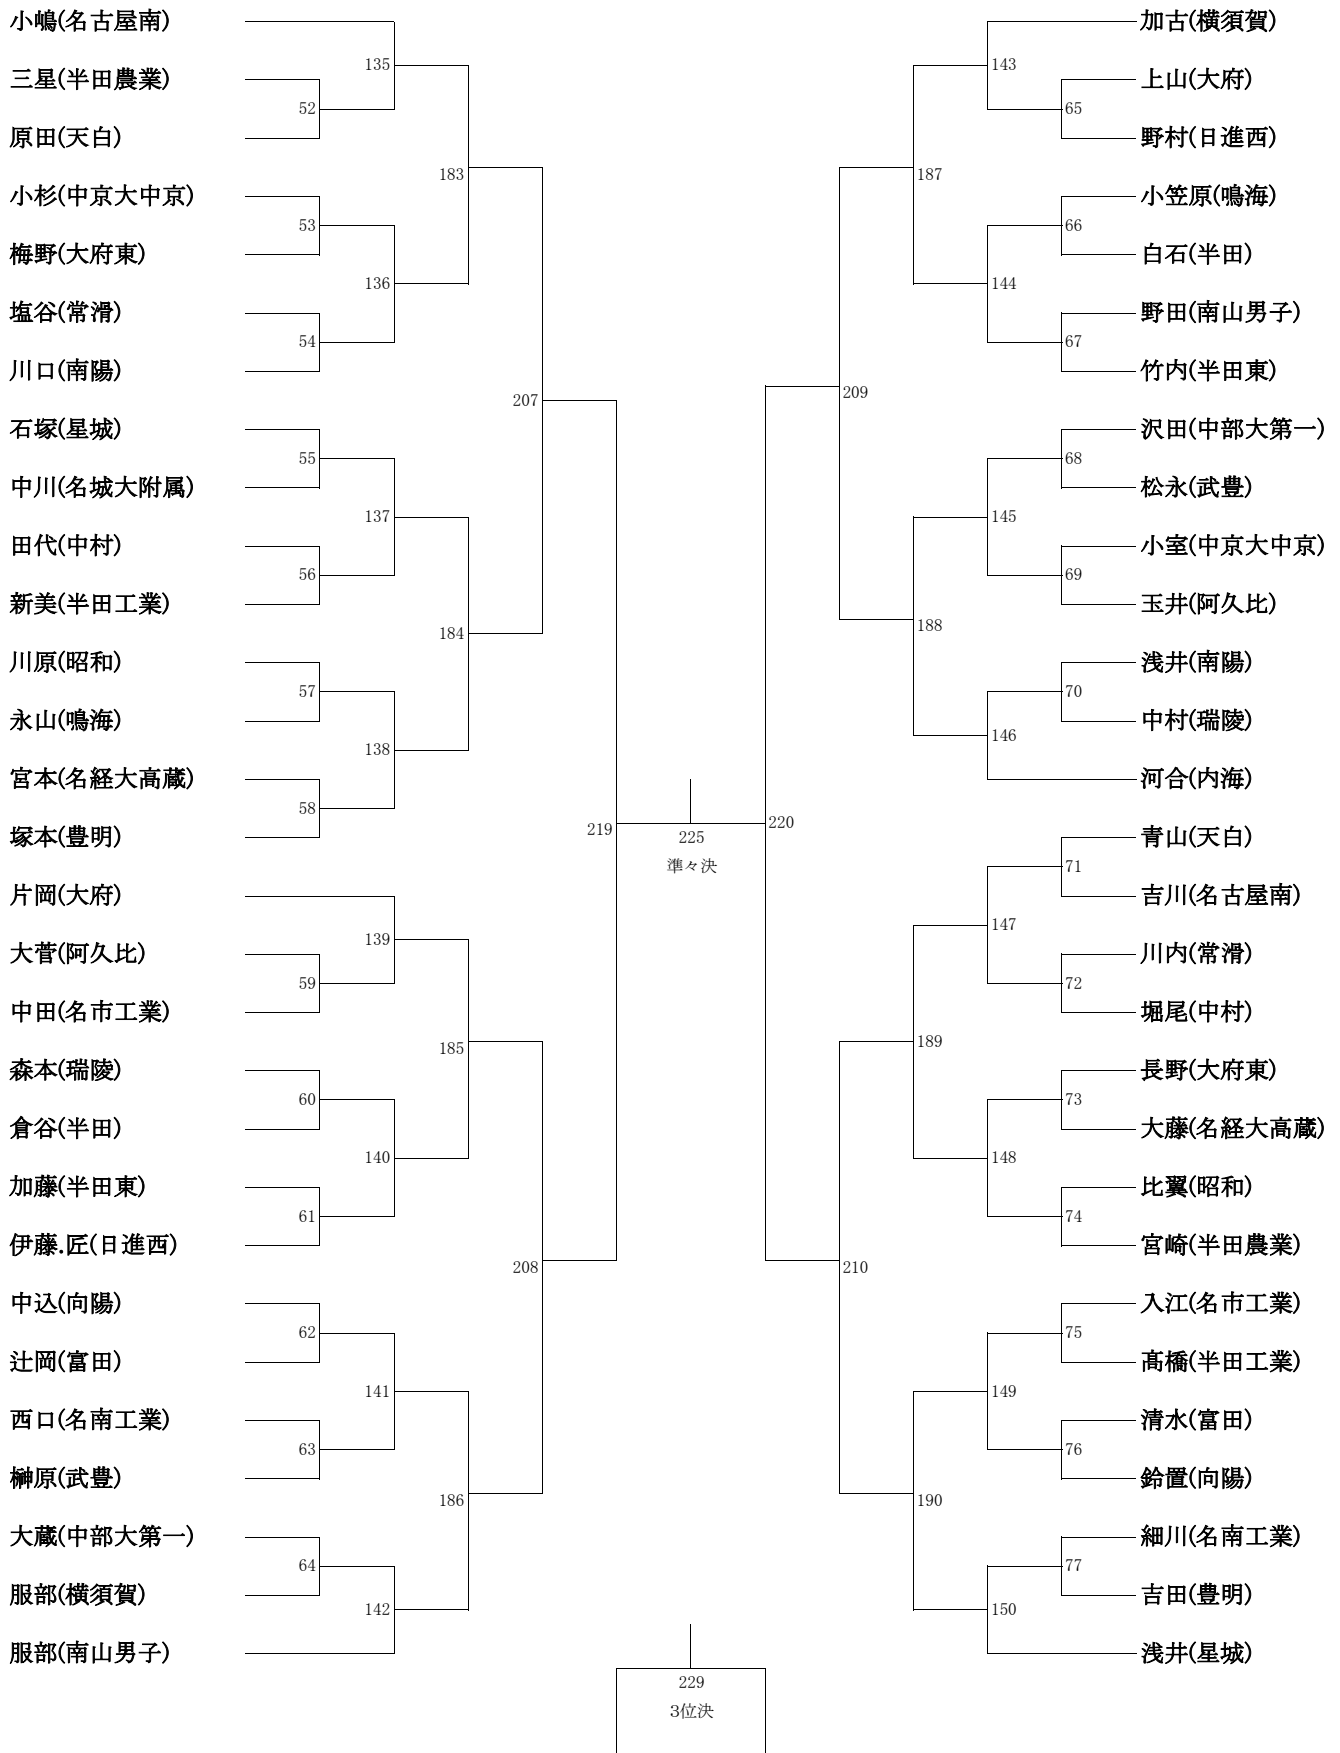 小嶋(名古屋南)
三星(半田農業)
原田(天白)
小杉(中京大中京)
梅野(大府東)
塩谷(常滑)
川口(南陽)
石塚(星城)
中川(名城大附属)
田代(中村)
新美(半田工業)
川原(昭和)
永山(鳴海)
宮本(名経大高蔵)
塚本(豊明)
片岡(大府)
大菅(阿久比)
中田(名市工業)
森本(瑞陵)
倉谷(半田)
加藤(半田東)
伊藤.匠(日進西)
中込(向陽)
辻岡(富田)
西口(名南工業)
榊原(武豊)
大蔵(中部大第一)
服部(横須賀)
服部(南山男子)
52
53
54
55
56
57
58
59
60
61
62
63
64
135
136
137
138
139
140
141
142
183
184
185
186
207
208
219
225
準々決
229
3位決
220
209
210
187
188
189
190
143
144
145
146
147
148
149
150
65
66
67
68
69
70
71
72
73
74
75
76
77
加古(横須賀)
上山(大府)
野村(日進西)
小笠原(鳴海)
白石(半田)
野田(南山男子)
竹内(半田東)
沢田(中部大第一)
松永(武豊)
小室(中京大中京)
玉井(阿久比)
浅井(南陽)
中村(瑞陵)
河合(内海)
青山(天白)
吉川(名古屋南)
川内(常滑)
堀尾(中村)
長野(大府東)
大藤(名経大高蔵)
比翼(昭和)
宮崎(半田農業)
入江(名市工業)
髙橋(半田工業)
清水(富田)
鈴置(向陽)
細川(名南工業)
吉田(豊明)
浅井(星城)